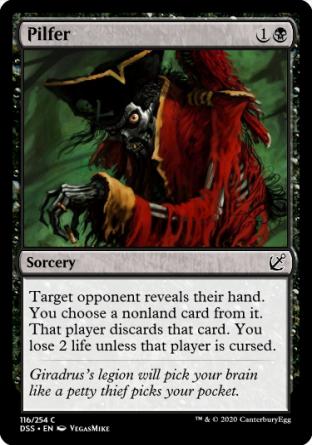 Pilfer 1
Sorcery
Target opponent reveals their hand.
You choose a nonland card from it.
That player discards that card. You
lose 2 life unless that player is cursed.
Giradrus's legion will pick your brain
like a petty thief picks your pocket.
116/254 C
DSS • EN VegasMike
™ & © 2020 CanterburyEgg